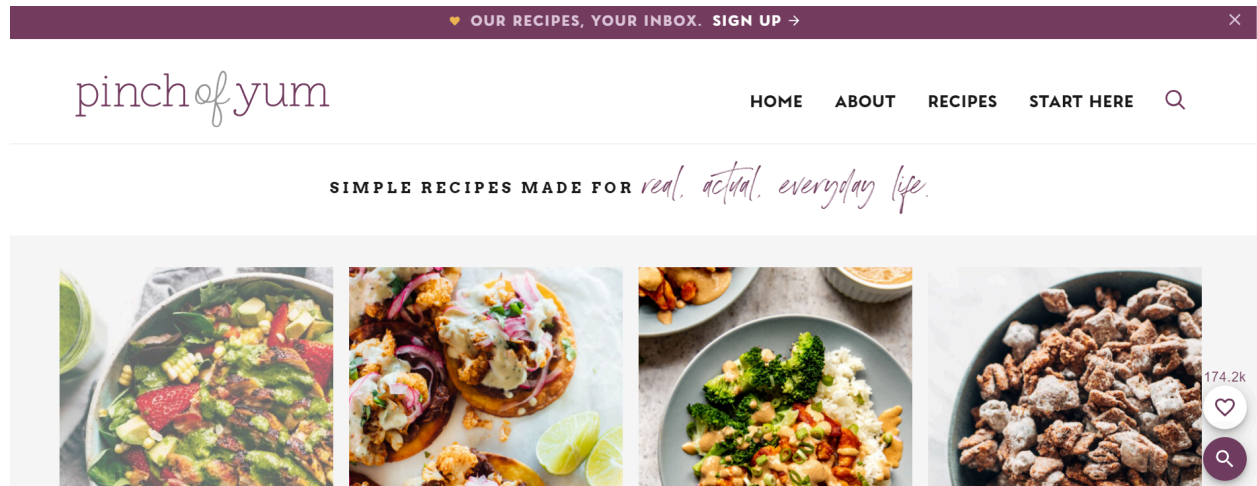 OUR RECIPES, YOUR INBOX. SIGN UP →
pinch of yum
HOME ABOUT RECIPES START HERE
SIMPLE RECIPES MADE FOR real, actual, everyday life.
174.2k